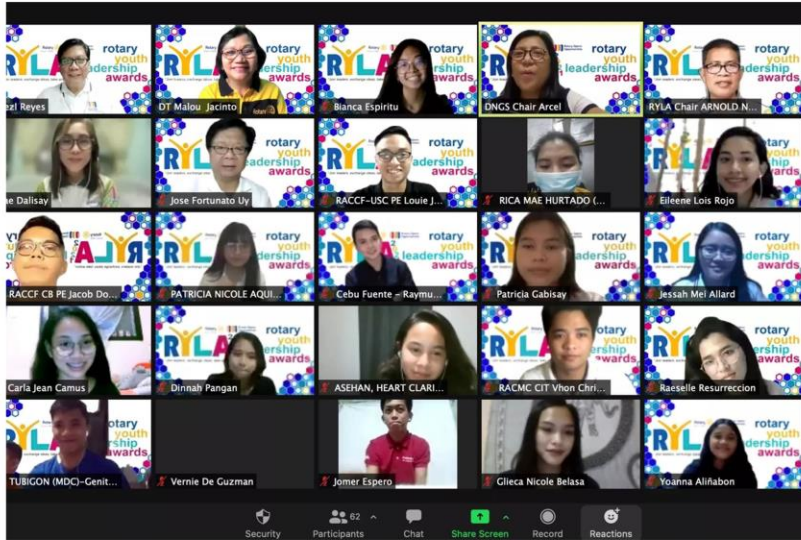 rotary
youth
leadership
awards
RYLA
ezl Reyes
DT Malou Jacinto
Bianca Espiritu
DNGS Chair Arcel
RYLA Chair ARNOLD N...
ne Dalisay
Jose Fortunato Uy
RACCF-USC PE Louie J...
RICA MAE HURTADO (...
Eileene Lois Rojo
RACCF CB PE Jacob Do...
PATRICIA NICOLE AQUI...
Cebu Fuente - Raymu...
Patricia Gabisay
Jessah Mei Allard
Carla Jean Camus
Dinnah Pangan
ASEHAN, HEART CLARI...
RACMC CIT Vhon Chri...
Raeselle Resurreccion
TUBIGON (MDC)-Genit...
Vernie De Guzman
Jomer Espero
Glieca Nicole Belasa
Yoanna Aliñabon
Security
Participants
62
Chat
Share Screen
Record
Reactions